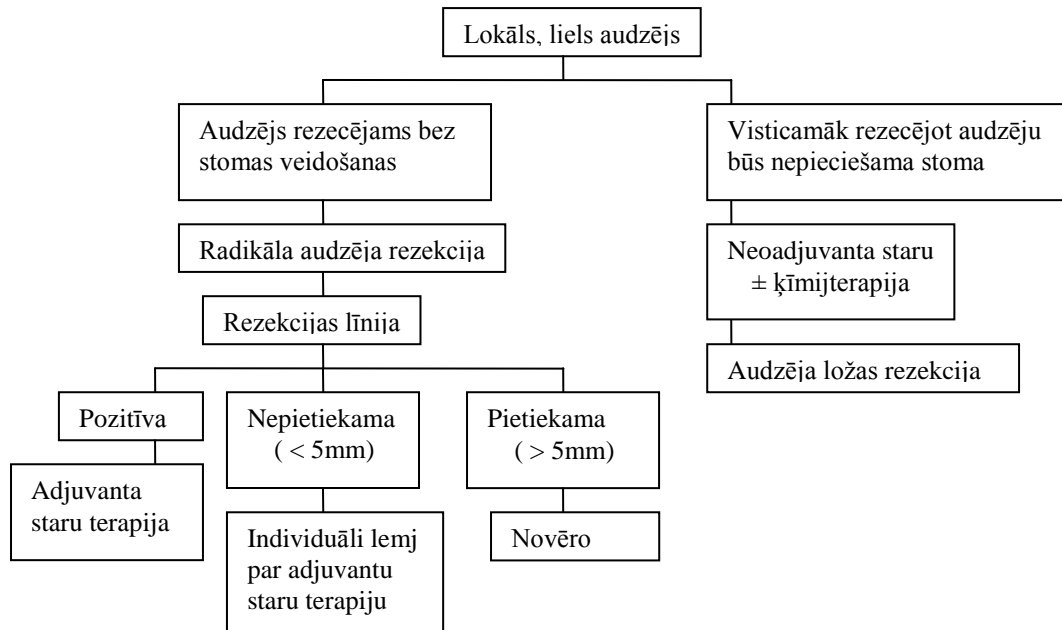 Lokāls, liels audzējs
Audzējs rezecējams bez
stomas veidošanas
Visticamāk rezecējot audzēju
būs nepieciešama stoma
Radikāla audzēja rezekcija
Neoadjuvanta staru
± ķīmijterapija
Rezekcijas līnija
Audzēja ložas rezekcija
Pozitīva
Nepietiekama
( < 5mm)
Pietiekama
( > 5mm)
Adjuvanta
staru terapija
Individuāli lemj
par adjuvantu
staru terapiju
Novēro